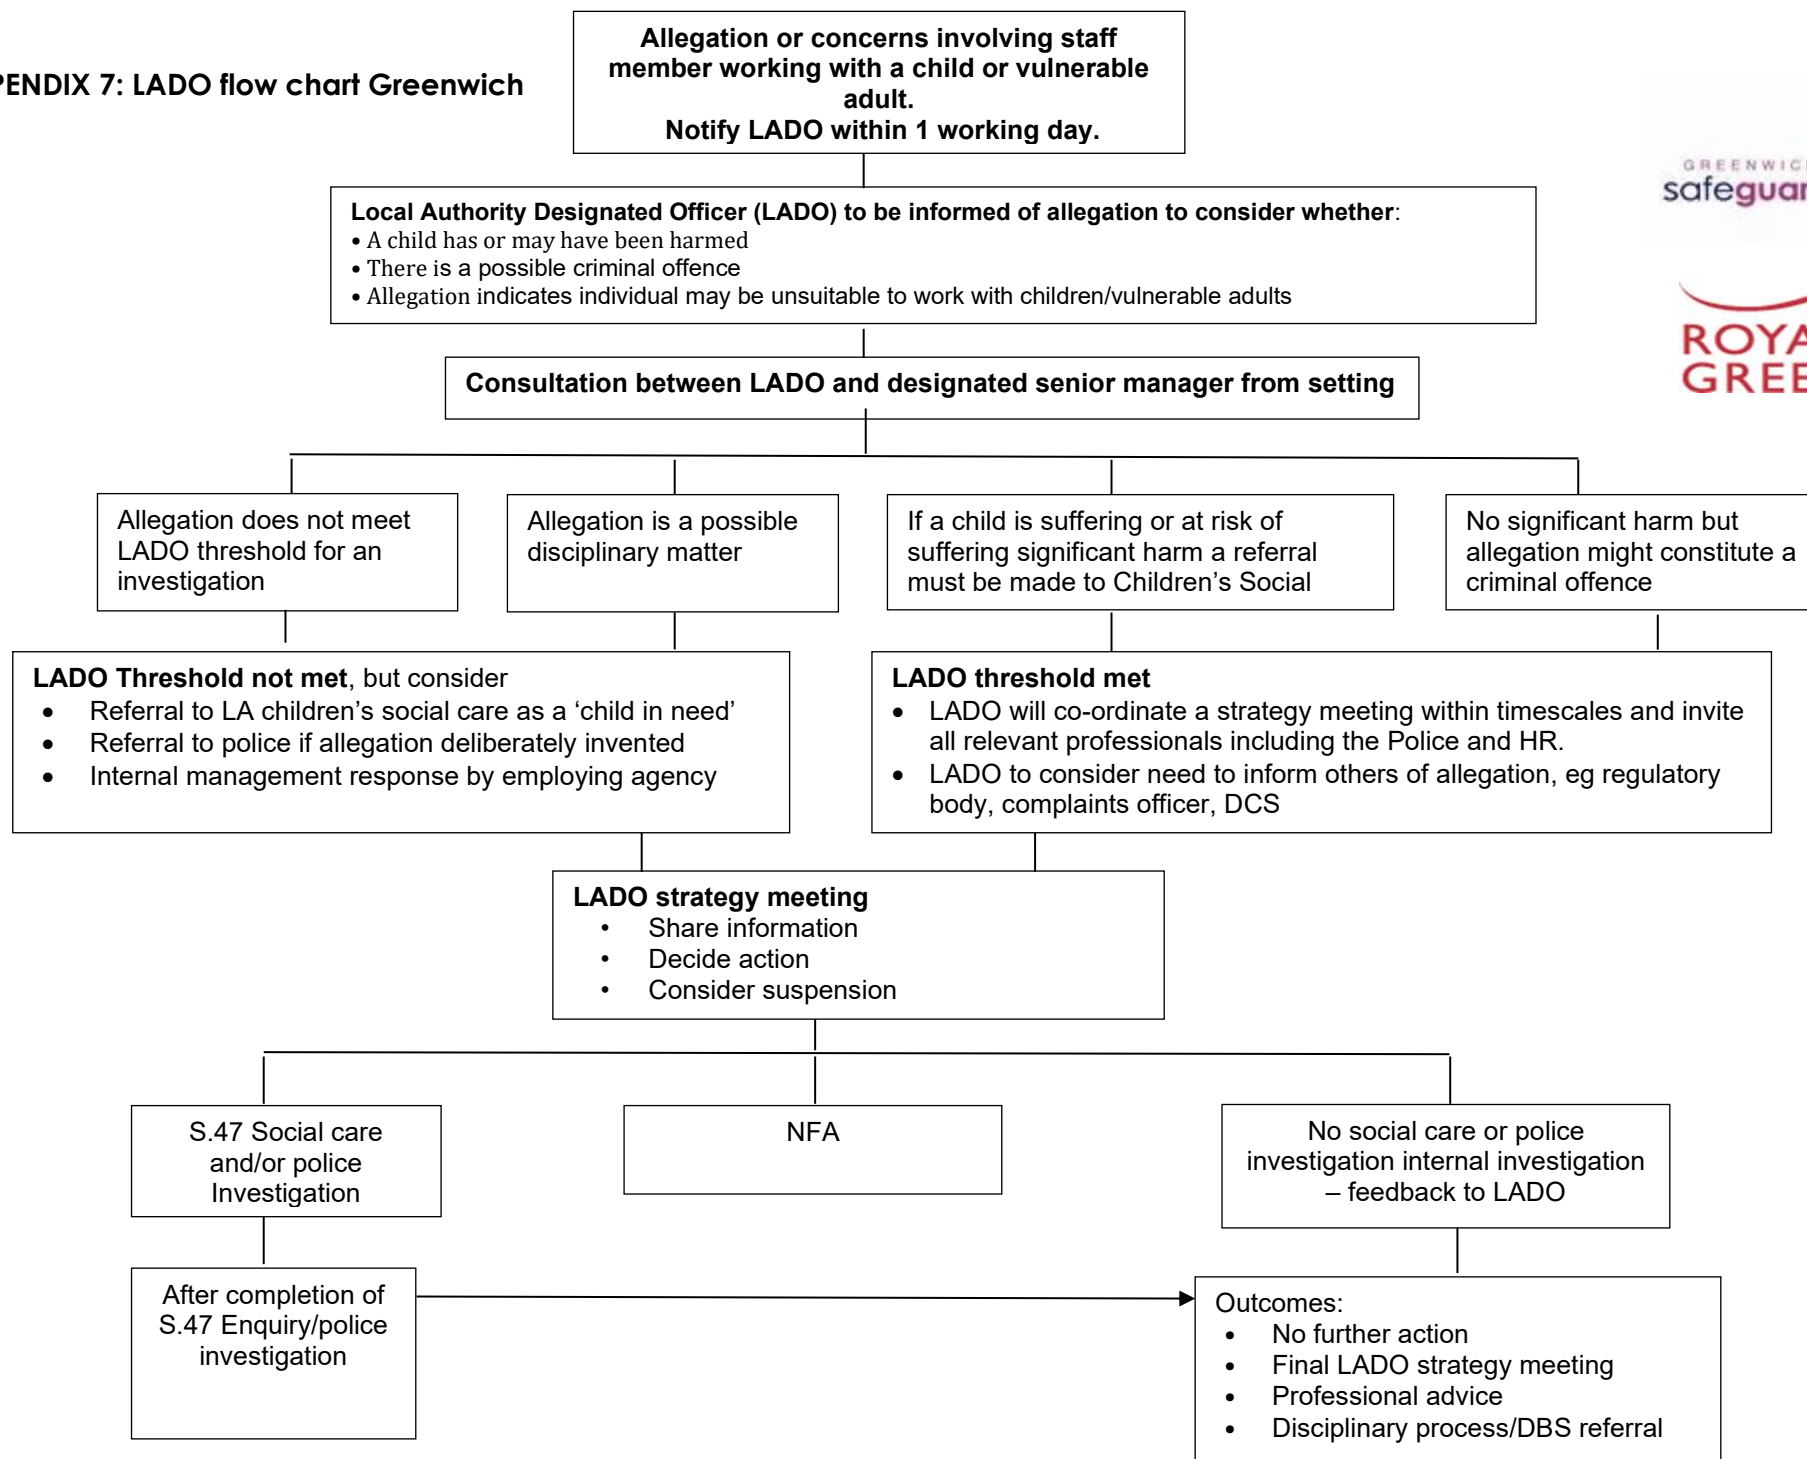 PENDIX 7: LADO flow chart Greenwich
Allegation or concerns involving staff
member working with a child or vulnerable
adult.
Notify LADO within 1 working day.
GREENWIC
safeguar
ROYA
GREE
Local Authority Designated Officer (LADO) to be informed of allegation to consider whether:
• A child has or may have been harmed
• There is a possible criminal offence
• Allegation indicates individual may be unsuitable to work with children/vulnerable adults
Consultation between LADO and designated senior manager from setting
Allegation does not meet
LADO threshold for an
investigation
Allegation is a possible
disciplinary matter
If a child is suffering or at risk of
suffering significant harm a referral
must be made to Children’s Social
No significant harm but
allegation might constitute a
criminal offence
LADO Threshold not met, but consider
• Referral to LA children’s social care as a ‘child in need’
• Referral to police if allegation deliberately invented
• Internal management response by employing agency
LADO threshold met
• LADO will co-ordinate a strategy meeting within timescales and invite
all relevant professionals including the Police and HR.
• LADO to consider need to inform others of allegation, eg regulatory
body, complaints officer, DCS
LADO strategy meeting
• Share information
• Decide action
• Consider suspension
S.47 Social care
and/or police
Investigation
NFA
No social care or police
investigation internal investigation
– feedback to LADO
After completion of
S.47 Enquiry/police
investigation
Outcomes:
• No further action
• Final LADO strategy meeting
• Professional advice
• Disciplinary process/DBS referral